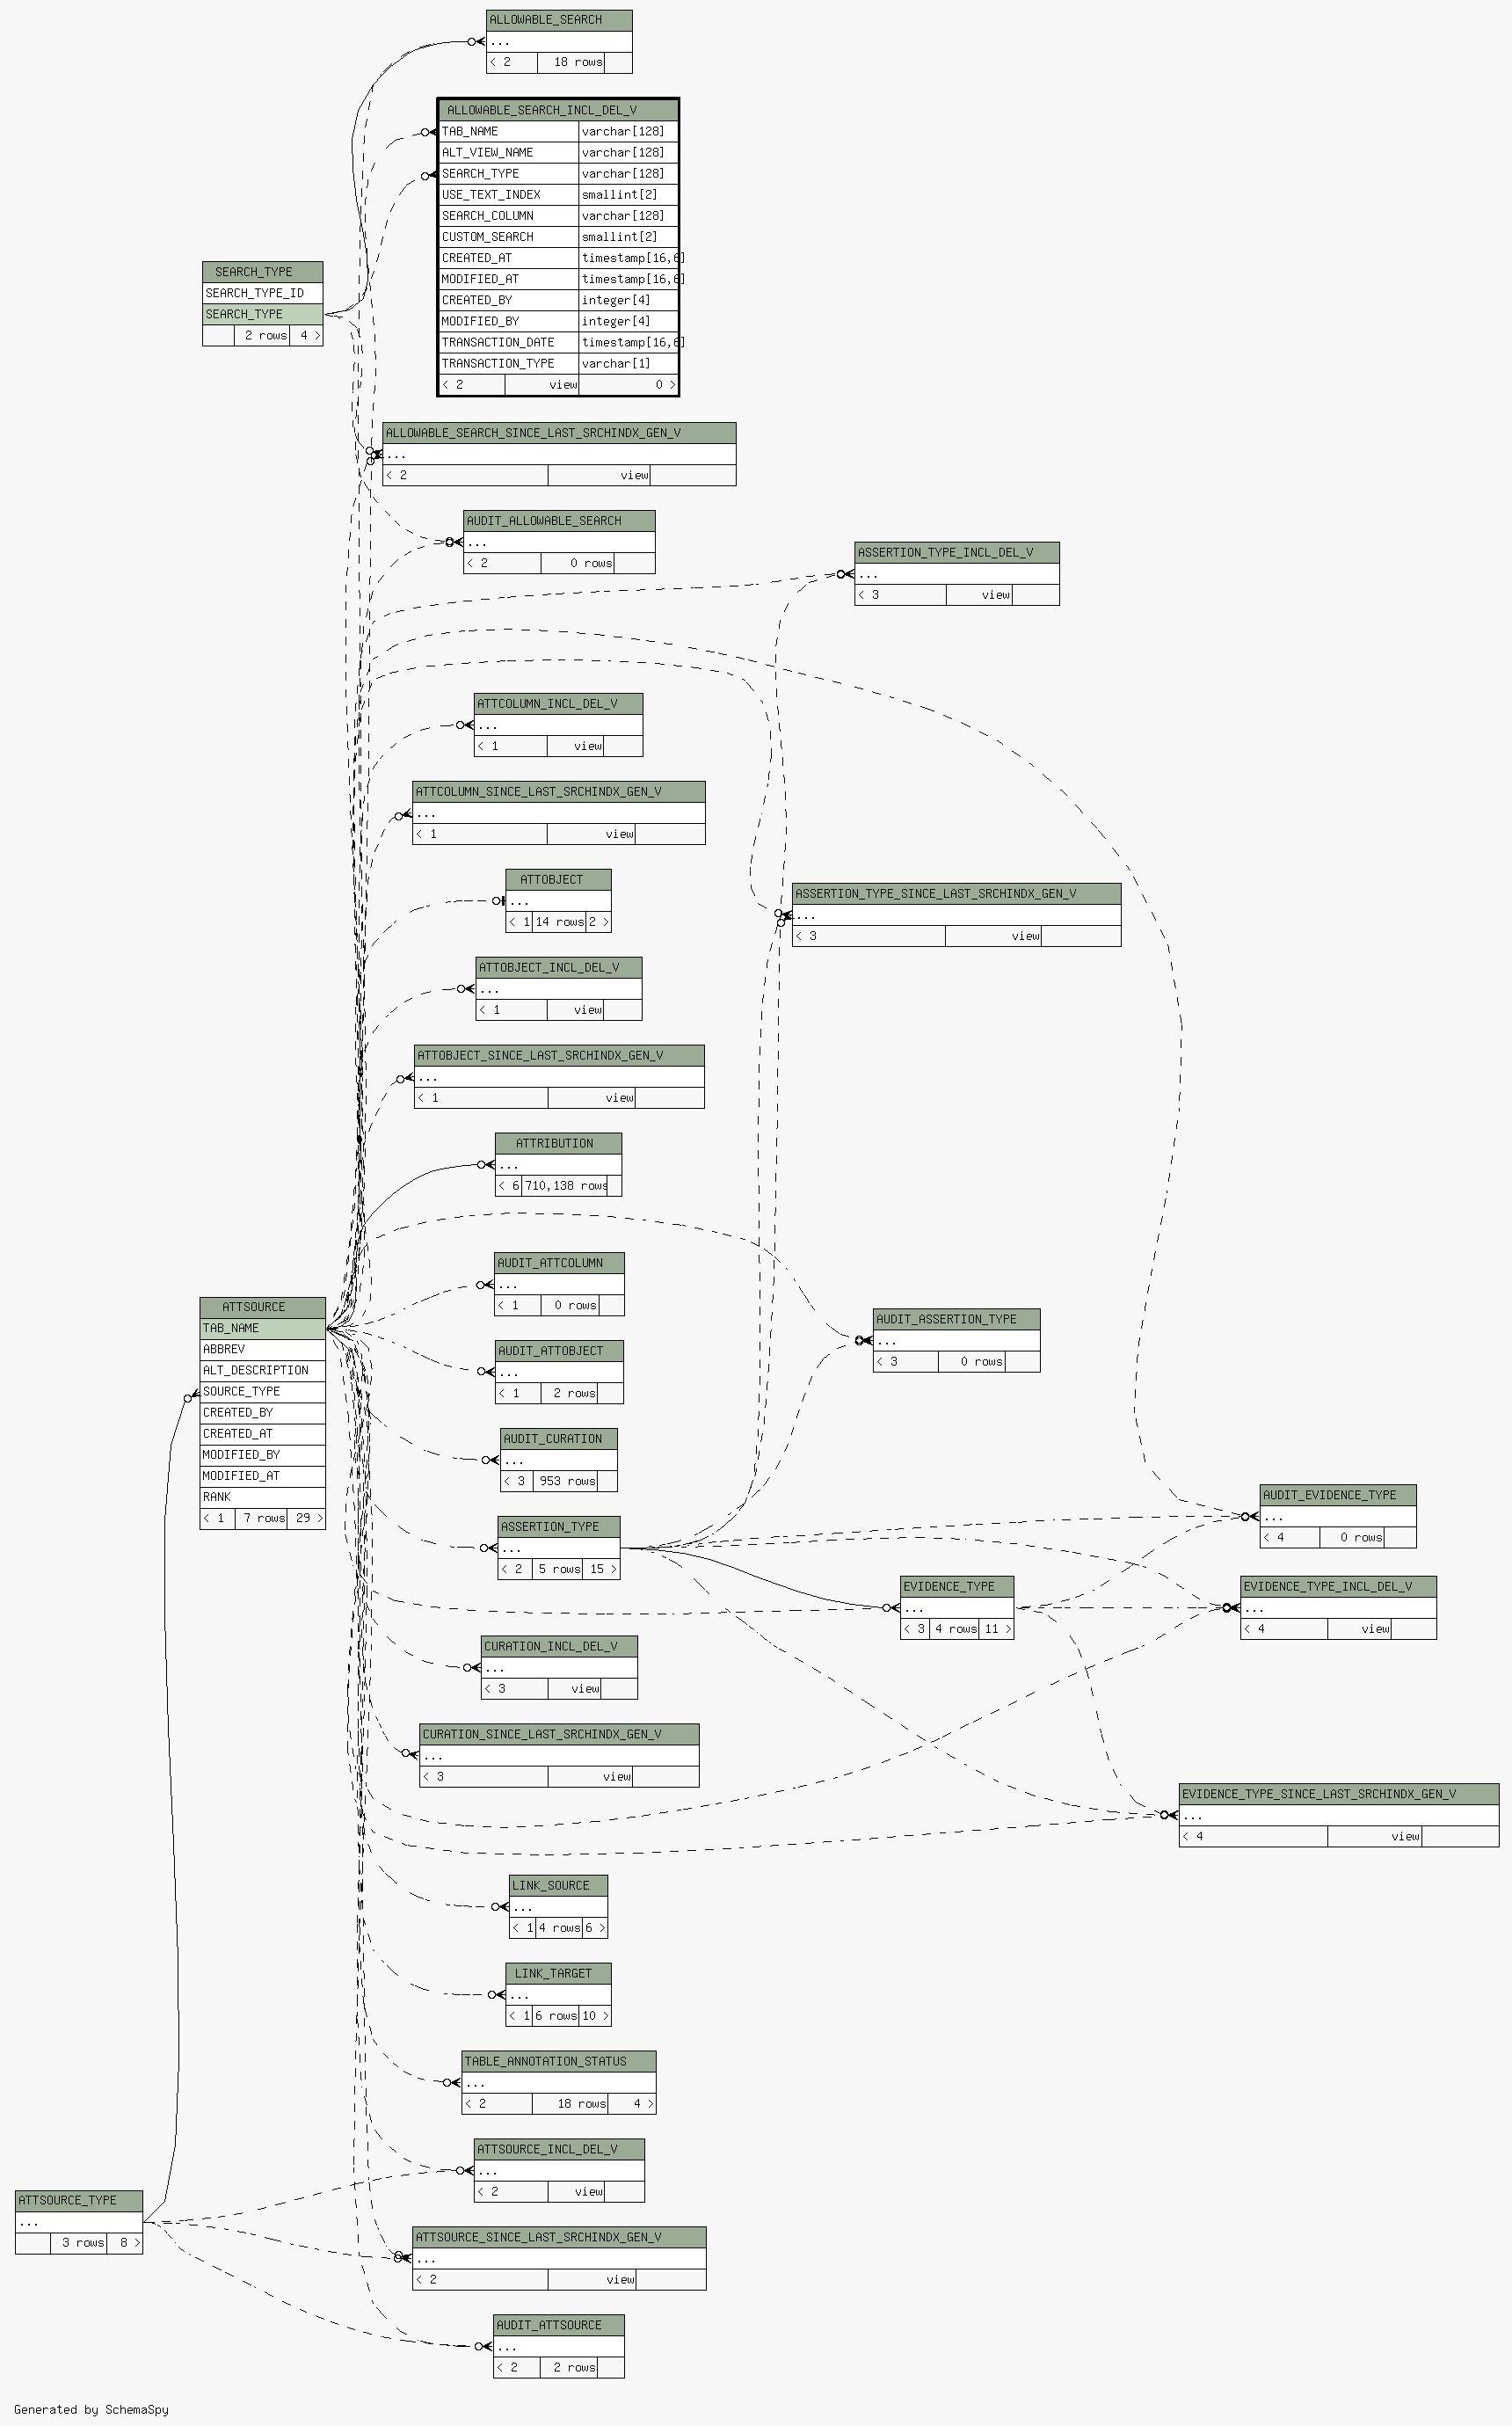 ALLOWABLE_SEARCH
...
< 2 18 rows
ALLOWABLE_SEARCH_INCL_DEL_V
TAB_NAME varchar[128]
ALT_VIEW_NAME varchar[128]
SEARCH_TYPE varchar[128]
USE_TEXT_INDEX smallint[2]
SEARCH_COLUMN varchar[128]
CUSTOM_SEARCH smallint[2]
CREATED_AT timestamp[16,6]
MODIFIED_AT timestamp[16,6]
CREATED_BY integer[4]
MODIFIED_BY integer[4]
TRANSACTION_DATE timestamp[16,6]
TRANSACTION_TYPE varchar[1]
< 2 view 0 >
SEARCH_TYPE
SEARCH_TYPE_ID
SEARCH_TYPE
2 rows 4 >
ALLOWABLE_SEARCH_SINCE_LAST_SRCHINDX_GEN_V
...
< 2 view
AUDIT_ALLOWABLE_SEARCH
...
< 2 0 rows
ASSERTION_TYPE_INCL_DEL_V
...
< 3 view
ATTCOLUMN_INCL_DEL_V
...
< 1 view
ATTCOLUMN_SINCE_LAST_SRCHINDX_GEN_V
...
< 1 view
ATTOBJECT
...
< 1 14 rows 2 >
ASSERTION_TYPE_SINCE_LAST_SRCHINDX_GEN_V
...
< 3 view
ATTOBJECT_INCL_DEL_V
...
< 1 view
ATTOBJECT_SINCE_LAST_SRCHINDX_GEN_V
...
< 1 view
ATTRIBUTION
...
< 6 710,138 rows
AUDIT_ATTCOLUMN
...
< 1 0 rows
ATTSOURCE
TAB_NAME
ABBREV
ALT_DESCRIPTION
SOURCE_TYPE
CREATED_BY
CREATED_AT
MODIFIED_BY
MODIFIED_AT
RANK
< 1 7 rows 29 >
AUDIT_ASSERTION_TYPE
...
< 3 0 rows
AUDIT_ATTOBJECT
...
< 1 2 rows
AUDIT_CURATION
...
< 3 953 rows
AUDIT_EVIDENCE_TYPE
...
< 4 0 rows
ASSERTION_TYPE
...
< 2 5 rows 15 >
EVIDENCE_TYPE
...
< 3 4 rows 11 >
EVIDENCE_TYPE_INCL_DEL_V
...
< 4 view
CURATION_INCL_DEL_V
...
< 3 view
CURATION_SINCE_LAST_SRCHINDX_GEN_V
...
< 3 view
EVIDENCE_TYPE_SINCE_LAST_SRCHINDX_GEN_V
...
< 4 view
LINK_SOURCE
...
< 1 4 rows 6 >
LINK_TARGET
...
< 1 6 rows 10 >
TABLE_ANNOTATION_STATUS
...
< 2 18 rows 4 >
ATTSOURCE_INCL_DEL_V
...
< 2 view
ATTSOURCE_TYPE
...
3 rows 8 >
ATTSOURCE_SINCE_LAST_SRCHINDX_GEN_V
...
< 2 view
AUDIT_ATTSOURCE
...
< 2 2 rows
Generated by SchemaSpy